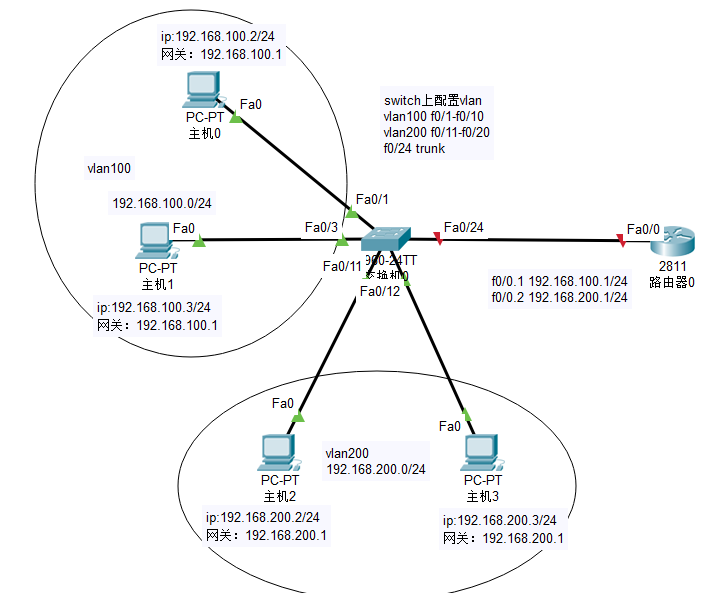 ip:192.168.100.2/24
网关：192.168.100.1
Fa0
PC-PT
主机0
switch上配置vlan
vlan100 f0/1-f0/10
vlan200 f0/11-f0/20
f0/24 trunk
vlan100
192.168.100.0/24
Fa0/1
Fa0
Fa0/3
Fa0/24
Fa0/0
PC-PT
主机1
Fa0/11
Fa0/12
2811
路由器0
ip:192.168.100.3/24
网关：192.168.100.1
f0/0.1 192.168.100.1/24
f0/0.2 192.168.200.1/24
Fa0
Fa0
vlan200
192.168.200.0/24
PC-PT
主机2
PC-PT
主机3
ip:192.168.200.2/24
网关：192.168.200.1
ip:192.168.200.3/24
网关：192.168.200.1